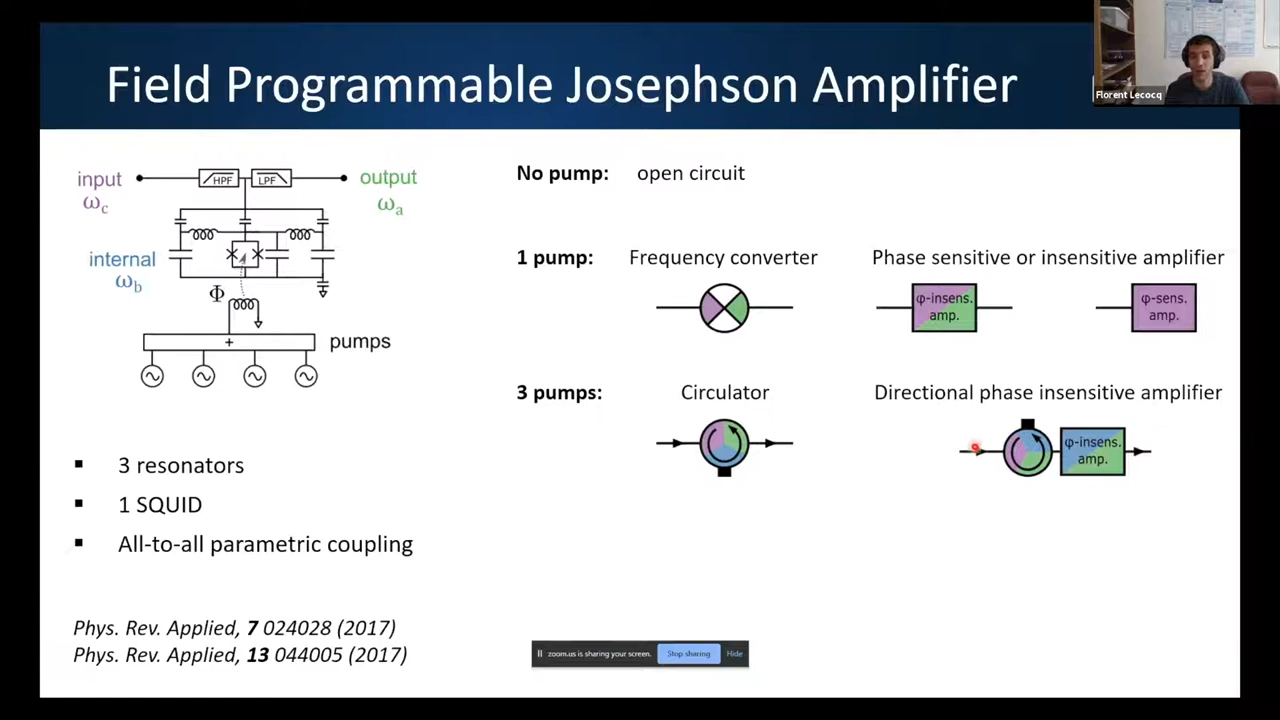 Field Programmable Josephson Amplifier
Florent Lecocq
input
ωc
HPF
LPF
output
ωa
internal
ωb
Φ
+
pumps
No pump: open circuit
1 pump: Frequency converter Phase sensitive or insensitive amplifier
φ-insens.
amp.
φ-sens.
amp.
3 pumps: Circulator Directional phase insensitive amplifier
φ-insens.
amp.
▪ 3 resonators
▪ 1 SQUID
▪ All-to-all parametric coupling
Phys. Rev. Applied, 7 024028 (2017)
Phys. Rev. Applied, 13 044005 (2017)
zoom.us is sharing your screen. Stop sharing Hide